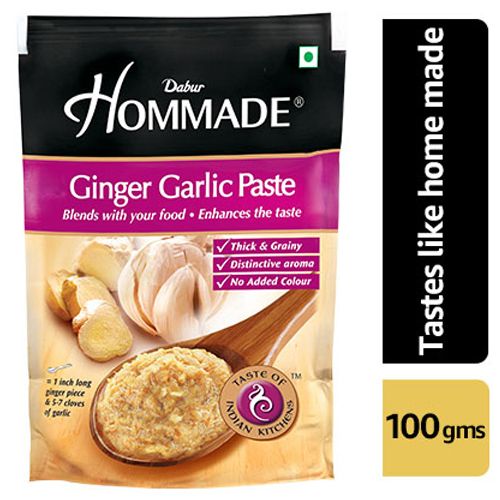 Dabur
HOMMADE®
Ginger Garlic Paste
Blends with your food • Enhances the taste
✓ Thick & Grainy
✓ Distinctive aroma
✓ No Added Colour
= 1 inch long
ginger piece
& 5-7 cloves
of garlic
TASTE OF
INDIAN KITCHENS™
Tastes like home made
100 gms